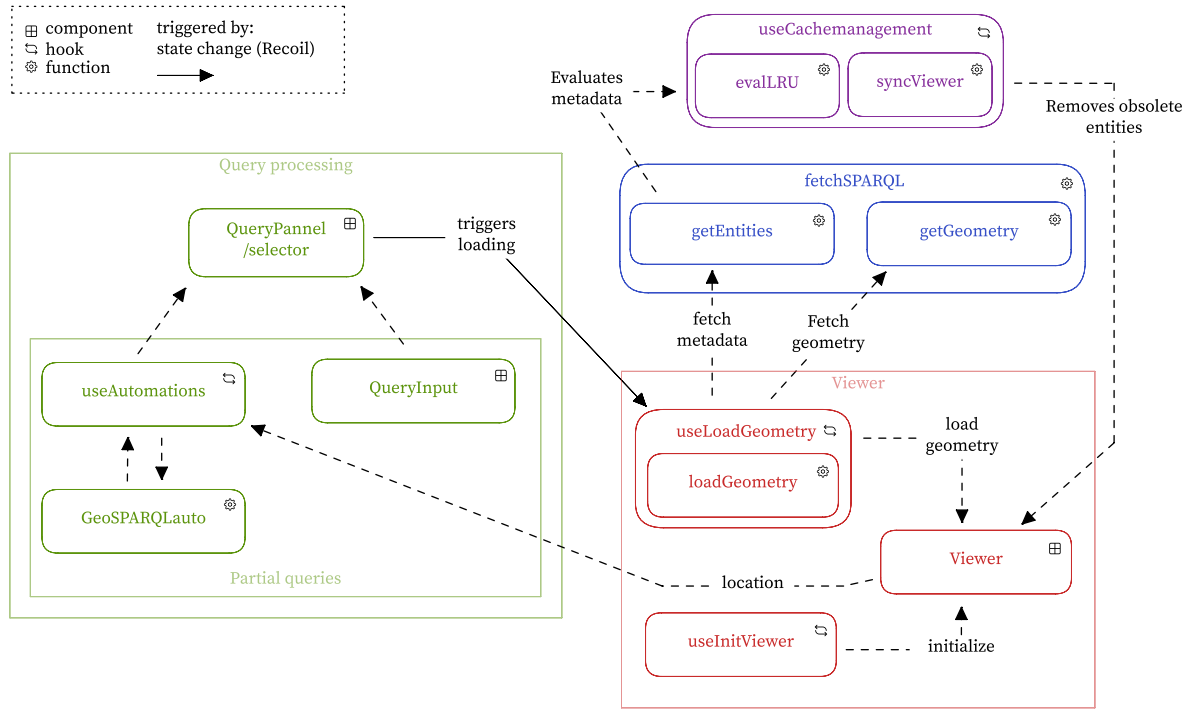 component
hook
function
triggered by:
state change (Recoil)
useCachemanagement
evalLRU
syncViewer
Evaluates
metadata
Removes obsolete
entities
Query processing
QueryPannel
/selector
triggers
loading
fetchSPARQL
getEntities
getGeometry
fetch
metadata
Fetch
geometry
useAutomations
QueryInput
GeoSPARQLauto
Partial queries
Viewer
useLoadGeometry
loadGeometry
load
geometry
Viewer
location
useInitViewer
initialize